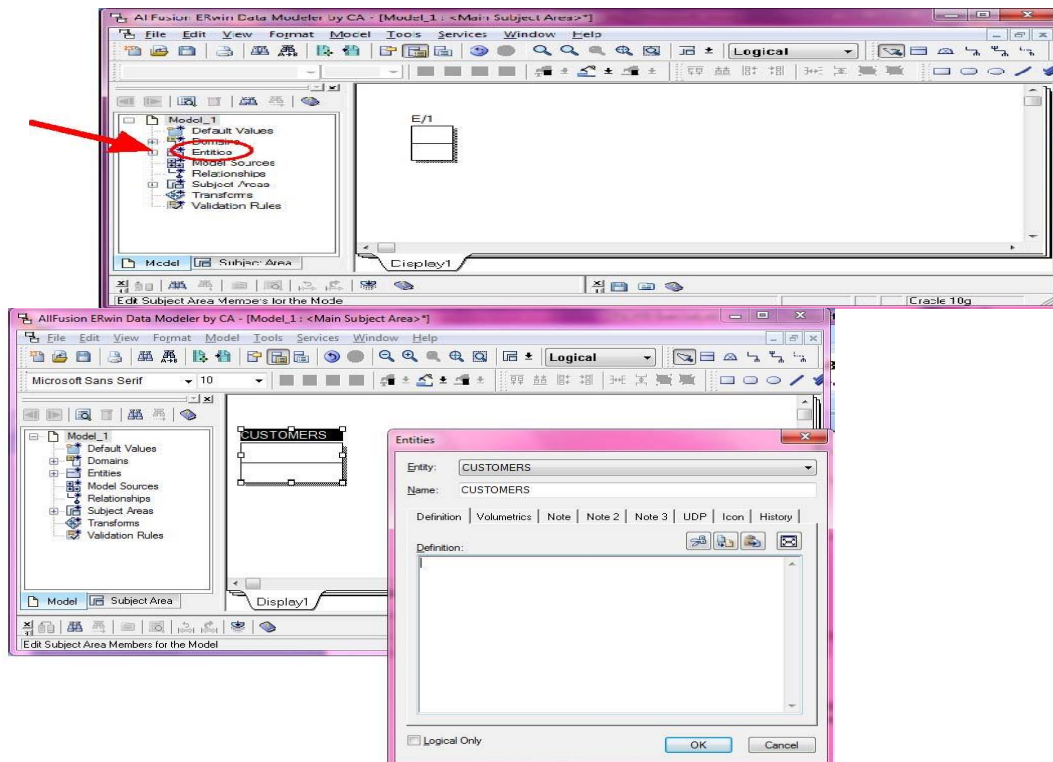 AllFusion ERwin Data Modeler by CA - [Model_1 : <Main Subject Area>*]
File Edit View Format Model Tools Services Window Help
Logical
E/1
Model_1
Default Values
Domains
Entities
Model Sources
Relationships
Subject Areas
Transforms
Validation Rules
Model Subject Area
Display1
Edit Subject Area Members for the Mode
Oracle 10g
AllFusion ERwin Data Modeler by CA - [Model_1 : <Main Subject Area>*]
File Edit View Format Model Tools Services Window Help
Logical
Microsoft Sans Serif 10
CUSTOMERS
Model_1
Default Values
Domains
Entities
Model Sources
Relationships
Subject Areas
Transforms
Validation Rules
Model Subject Area
Display1
Edit Subject Area Members for the Model
Entities
Entity: CUSTOMERS
Name: CUSTOMERS
Definition Volumetrics Note Note 2 Note 3 UDP Icon History
Definition:
Logical Only
OK Cancel